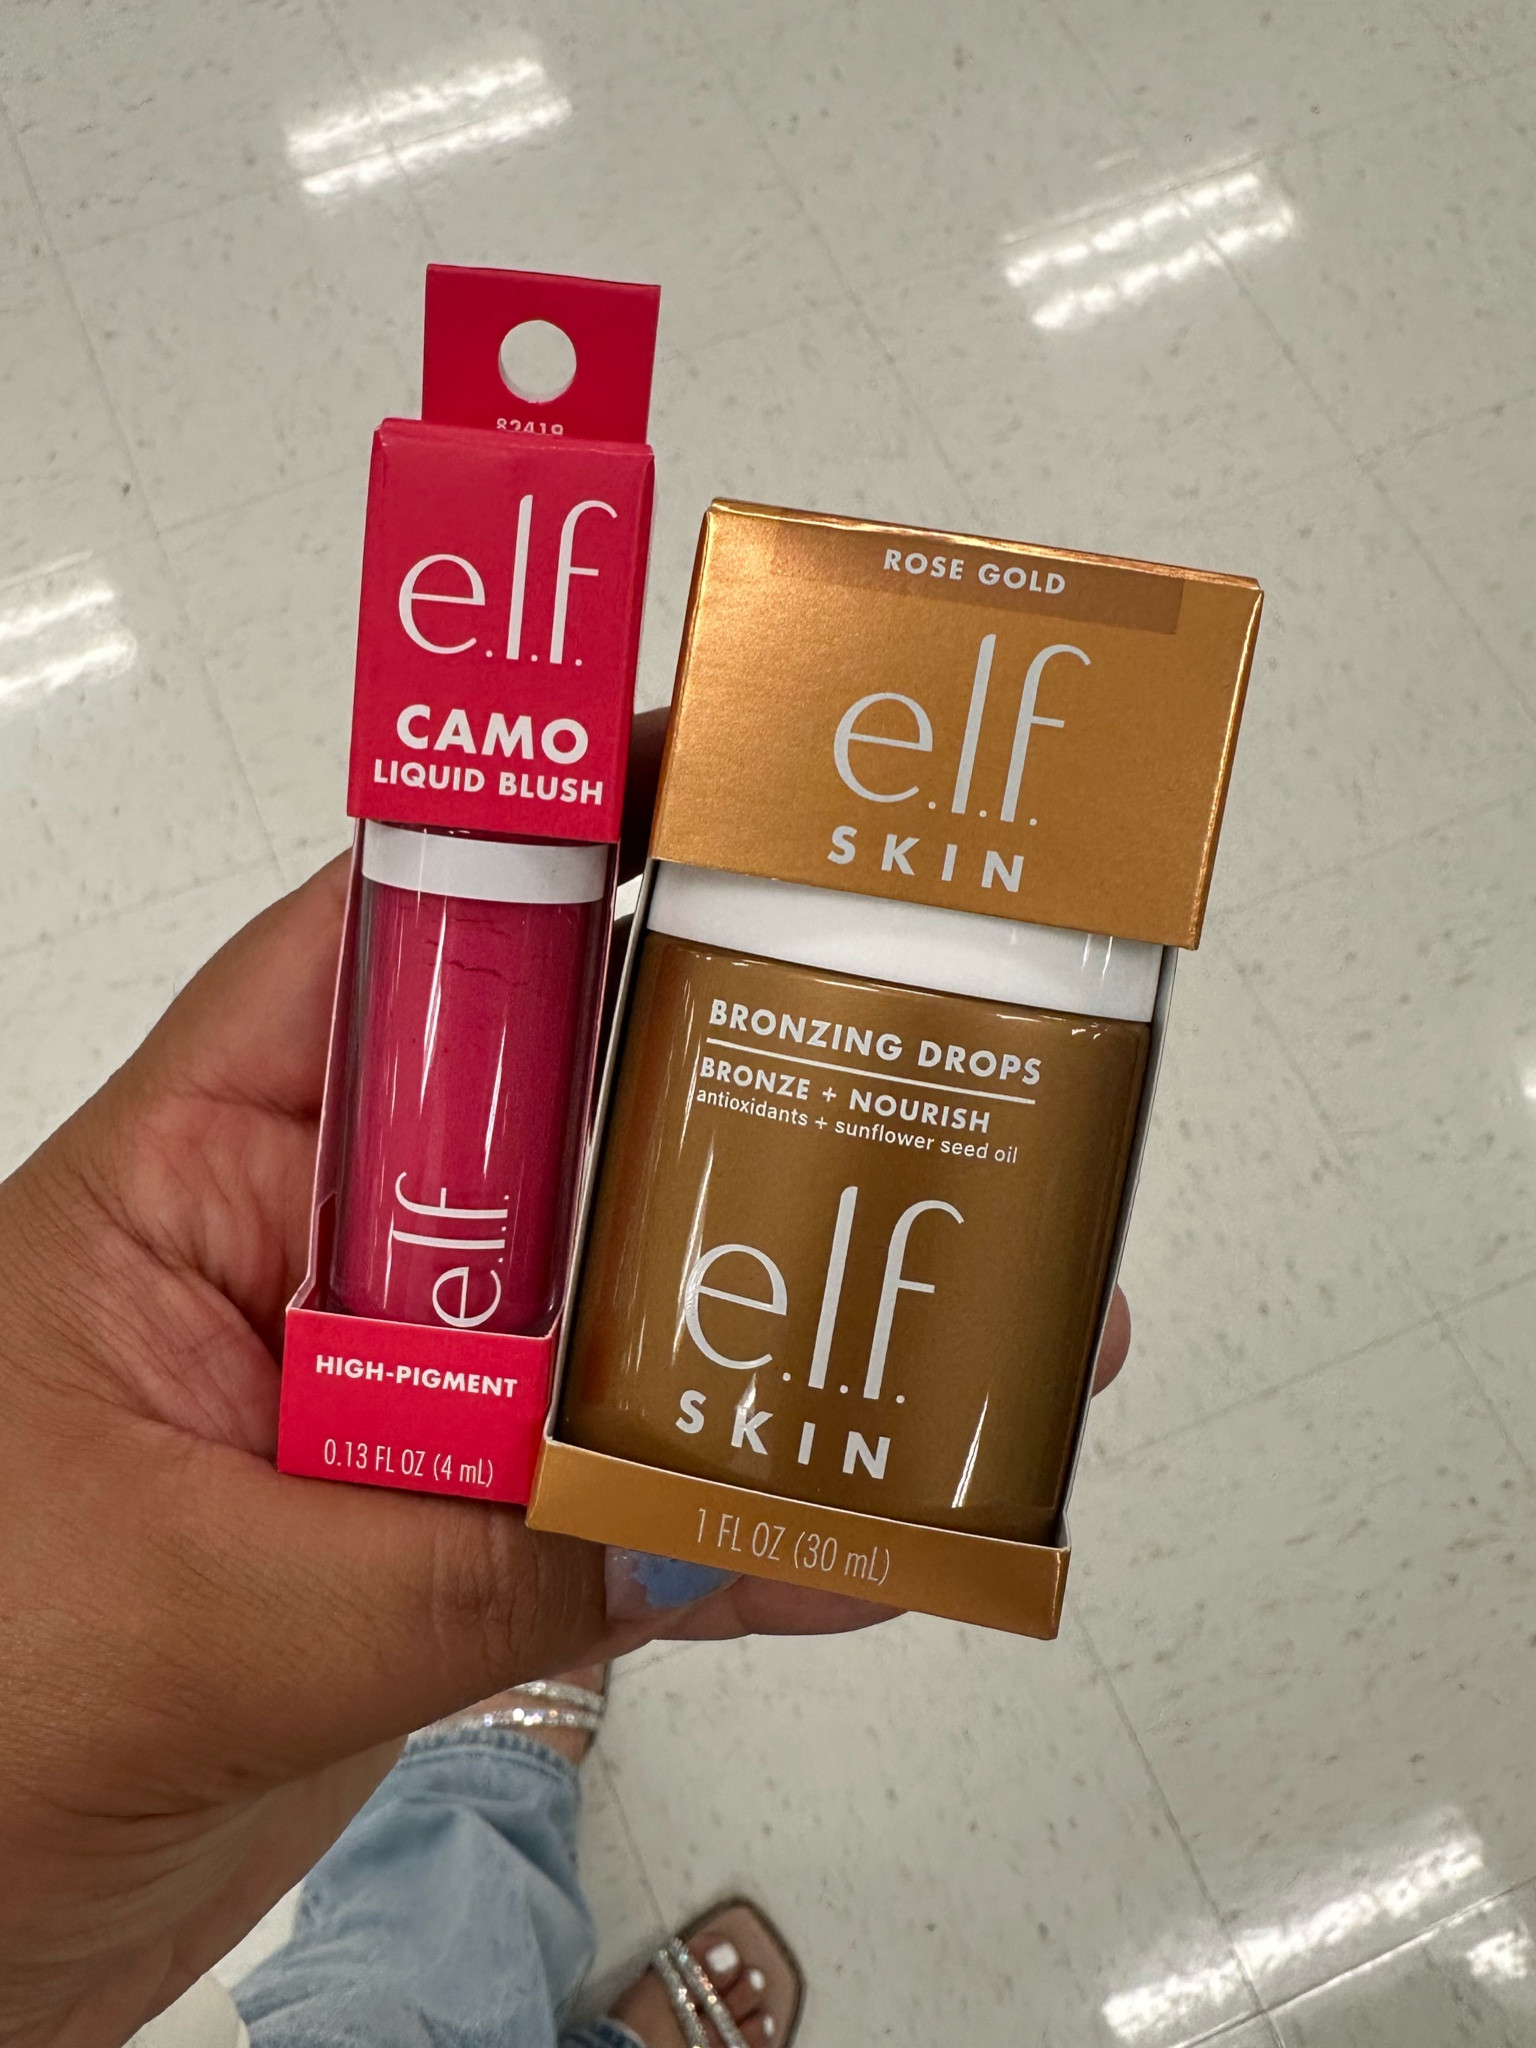 82419
e.l.f.
CAMO
LIQUID BLUSH
e.l.f.
HIGH-PIGMENT
0.13 FL OZ (4 mL)
ROSE GOLD
e.l.f.
SKIN
BRONZING DROPS
BRONZE + NOURISH
antioxidants + sunflower seed oil
e.l.f.
SKIN
1 FL OZ (30 mL)